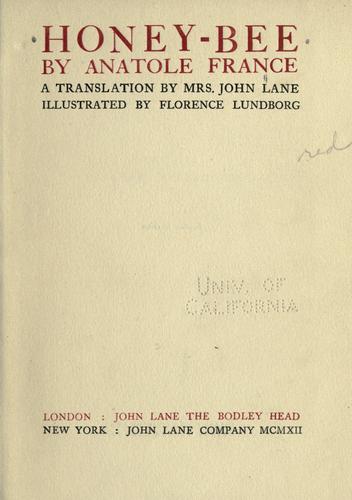 HONEY-BEE
BY ANATOLE FRANCE
A TRANSLATION BY MRS. JOHN LANE
ILLUSTRATED BY FLORENCE LUNDBORG
red
UNIV. OF
CALIFORNIA
LONDON : JOHN LANE THE BODLEY HEAD
NEW YORK : JOHN LANE COMPANY MCMXII